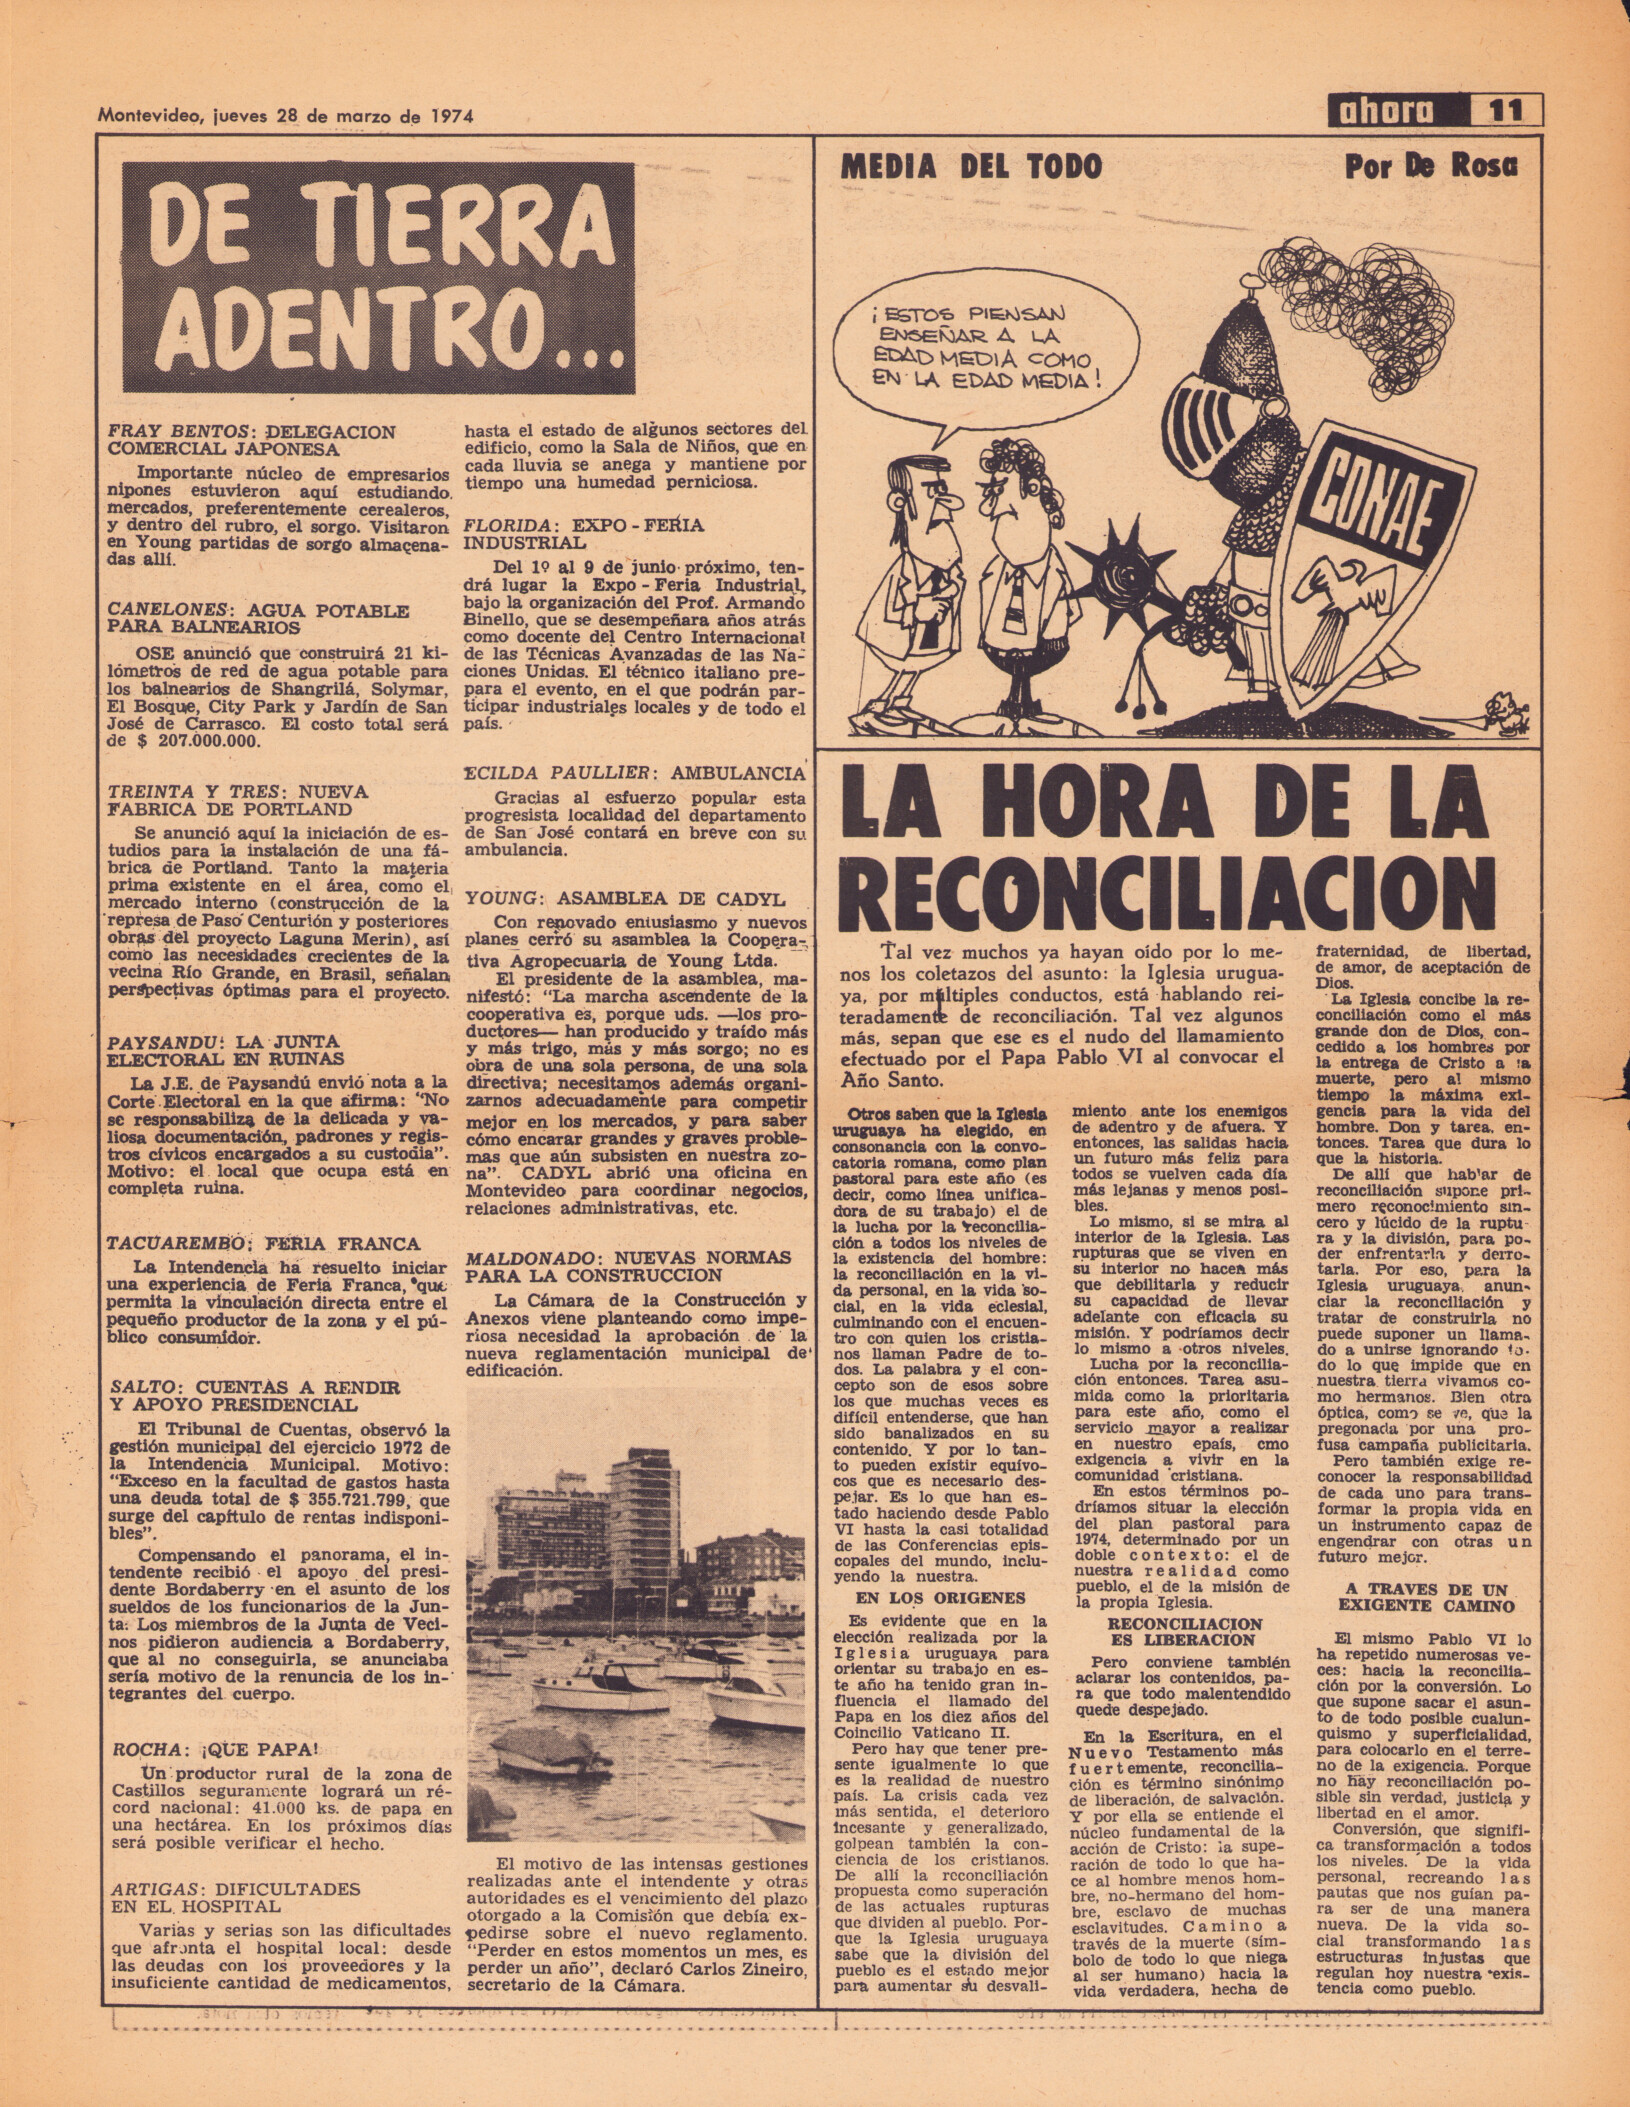 Montevideo, jueves 28 de marzo de 1974
ahora 11
DE TIERRA
ADENTRO...
FRAY BENTOS: DELEGACION
COMERCIAL JAPONESA
Importante núcleo de empresarios
nipones estuvieron aquí estudiando
mercados, preferentemente cerealeros,
y dentro del rubro, el sorgo. Visitaron
en Young partidas de sorgo almacena-
das allí.
CANELONES: AGUA POTABLE
PARA BALNEARIOS
OSE anunció que construirá 21 ki-
lómetros de red de agua potable para
los balnearios de Shangrilá, Solymar,
El Bosque, City Park y Jardín de San
José de Carrasco. El costo total será
de $ 207.000.000.
TREINTA Y TRES: NUEVA
FABRICA DE PORTLAND
Se anunció aquí la iniciación de es-
tudios para la instalación de una fá-
brica de Portland. Tanto la materia
prima existente en el área, como el
mercado interno (construcción de la
represa de Paso Centurión y posteriores
obras del proyecto Laguna Merin), así
como las necesidades crecientes de la
vecina Río Grande, en Brasil, señalan
perspectivas óptimas para el proyecto.
PAYSANDU: LA JUNTA
ELECTORAL EN RUINAS
La J.E. de Paysandú envió nota a la
Corte Electoral en la que afirma: "No
se responsabiliza de la delicada y va-
liosa documentación, padrones y regis-
tros cívicos encargados a su custodia".
Motivo: el local que ocupa está en
completa ruina.
TACUAREMBO: FERIA FRANCA
La Intendencia ha resuelto iniciar
una experiencia de Feria Franca, que
permita la vinculación directa entre el
pequeño productor de la zona y el pú-
blico consumidor.
SALTO: CUENTAS A RENDIR
Y APOYO PRESIDENCIAL
El Tribunal de Cuentas, observó la
gestión municipal del ejercicio 1972 de
la Intendencia Municipal. Motivo:
"Exceso en la facultad de gastos hasta
una deuda total de $ 355.721.799, que
surge del capítulo de rentas indisponi-
bles".
Compensando el panorama, el in-
tendente recibió el apoyo del presi-
dente Bordaberry en el asunto de los
sueldos de los funcionarios de la Jun-
ta. Los miembros de la Junta de Veci-
nos pidieron audiencia a Bordaberry,
que al no conseguirla, se anunciaba
sería motivo de la renuncia de los in-
tegrantes del cuerpo.
ROCHA: ¡QUE PAPA!
Un productor rural de la zona de
Castillos seguramente logrará un ré-
cord nacional: 41.000 ks. de papa en
una hectárea. En los próximos días
será posible verificar el hecho.
ARTIGAS: DIFICULTADES
EN EL HOSPITAL
Varias y serias son las dificultades
que afronta el hospital local: desde
las deudas con los proveedores y la
insuficiente cantidad de medicamentos,
hasta el estado de algunos sectores del
edificio, como la Sala de Niños, que en
cada lluvia se anega y mantiene por
tiempo una humedad perniciosa.
FLORIDA: EXPO - FERIA
INDUSTRIAL
Del 1º al 9 de junio próximo, ten-
drá lugar la Expo - Feria Industrial,
bajo la organización del Prof. Armando
Binello, que se desempeñara años atrás
como docente del Centro Internacional
de las Técnicas Avanzadas de las Na-
ciones Unidas. El técnico italiano pre-
para el evento, en el que podrán par-
ticipar industriales locales y de todo el
país.
ECILDA PAULLIER: AMBULANCIA
Gracias al esfuerzo popular esta
progresista localidad del departamento
de San José contará en breve con su
ambulancia.
YOUNG: ASAMBLEA DE CADYL
Con renovado entusiasmo y nuevos
planes cerró su asamblea la Coopera-
tiva Agropecuaria de Young Ltda.
El presidente de la asamblea, ma-
nifestó: "La marcha ascendente de la
cooperativa es, porque uds. —los pro-
ductores— han producido y traído más
y más trigo, más y más sorgo; no es
obra de una sola persona, de una sola
directiva; necesitamos además organi-
zarnos adecuadamente para competir
mejor en los mercados, y para saber
cómo encarar grandes y graves proble-
mas que aún subsisten en nuestra zo-
na". CADYL abrió una oficina en
Montevideo para coordinar negocios,
relaciones administrativas, etc.
MALDONADO: NUEVAS NORMAS
PARA LA CONSTRUCCION
La Cámara de la Construcción y
Anexos viene planteando como impe-
riosa necesidad la aprobación de la
nueva reglamentación municipal de
edificación.
El motivo de las intensas gestiones
realizadas ante el intendente y otras
autoridades es el vencimiento del plazo
otorgado a la Comisión que debía ex-
pedirse sobre el nuevo reglamento.
"Perder en estos momentos un mes, es
perder un año", declaró Carlos Zineiro,
secretario de la Cámara.
MEDIA DEL TODO Por De Rosa
¡ESTOS PIENSAN
ENSEÑAR A LA
EDAD MEDIA COMO
EN LA EDAD MEDIA!
CONAE
LA HORA DE LA
RECONCILIACION
Tal vez muchos ya hayan oído por lo me-
nos los coletazos del asunto: la Iglesia urugua-
ya, por múltiples conductos, está hablando rei-
teradamente de reconciliación. Tal vez algunos
más, sepan que ese es el nudo del llamamiento
efectuado por el Papa Pablo VI al convocar el
Año Santo.
Otros saben que la Iglesia
uruguaya ha elegido, en
consonancia con la convo-
catoria romana, como plan
pastoral para este año (es
decir, como línea unifica-
dora de su trabajo) el de
la lucha por la reconcilia-
ción a todos los niveles de
la existencia del hombre:
la reconciliación en la vi-
da personal, en la vida so-
cial, en la vida eclesial,
culminando con el encuen-
tro con quien los cristia-
nos llaman Padre de to-
dos. La palabra y el con-
cepto son de esos sobre
los que muchas veces es
difícil entenderse, que han
sido banalizados en su
contenido. Y por lo tan-
to pueden existir equívo-
cos que es necesario des-
pejar. Es lo que han es-
tado haciendo desde Pablo
VI hasta la casi totalidad
de las Conferencias epis-
copales del mundo, inclu-
yendo la nuestra.
EN LOS ORIGENES
Es evidente que en la
elección realizada por la
Iglesia uruguaya para
orientar su trabajo en es-
te año ha tenido gran in-
fluencia el llamado del
Papa en los diez años del
Coincilio Vaticano II.
Pero hay que tener pre-
sente igualmente lo que
es la realidad de nuestro
país. La crisis cada vez
más sentida, el deterioro
incesante y generalizado,
golpean también la con-
ciencia de los cristianos.
De allí la reconciliación
propuesta como superación
de las actuales rupturas
que dividen al pueblo. Por-
que la Iglesia uruguaya
sabe que la división del
pueblo es el estado mejor
para aumentar su desvali-
miento ante los enemigos
de adentro y de afuera. Y
entonces, las salidas hacia
un futuro más feliz para
todos se vuelven cada día
más lejanas y menos posi-
bles.
Lo mismo, si se mira al
interior de la Iglesia. Las
rupturas que se viven en
su interior no hacen más
que debilitarla y reducir
su capacidad de llevar
adelante con eficacia su
misión. Y podríamos decir
lo mismo a otros niveles.
Lucha por la reconcilia-
ción entonces. Tarea asu-
mida como la prioritaria
para este año, como el
servicio mayor a realizar
en nuestro epaís, cmo
exigencia a vivir en la
comunidad cristiana.
En estos términos po-
dríamos situar la elección
del plan pastoral para
1974, determinado por un
doble contexto: el de
nuestra realidad como
pueblo, el de la misión de
la propia Iglesia.
RECONCILIACION
ES LIBERACION
Pero conviene también
aclarar los contenidos, pa-
ra que todo malentendido
quede despejado.
En la Escritura, en el
Nuevo Testamento más
fuertemente, reconcilia-
ción es término sinónimo
de liberación, de salvación.
Y por ella se entiende el
núcleo fundamental de la
acción de Cristo: la supe-
ración de todo lo que ha-
ce al hombre menos hom-
bre, no-hermano del hom-
bre, esclavo de muchas
esclavitudes. Camino a
través de la muerte (sím-
bolo de todo lo que niega
al ser humano) hacia la
vida verdadera, hecha de
fraternidad, de libertad,
de amor, de aceptación de
Dios.
La Iglesia concibe la re-
conciliación como el más
grande don de Dios, con-
cedido a los hombres por
la entrega de Cristo a la
muerte, pero al mismo
tiempo la máxima exi-
gencia para la vida del
hombre. Don y tarea, en-
tonces. Tarea que dura lo
que la historia.
De allí que hablar de
reconciliación supone pri-
mero reconocimiento sin-
cero y lúcido de la ruptu-
ra y la división, para po-
der enfrentarla y derro-
tarla. Por eso, para la
Iglesia uruguaya, anun-
ciar la reconciliación y
tratar de construirla no
puede suponer un llama-
do a unirse ignorando to-
do lo que impide que en
nuestra tierra vivamos co-
mo hermanos. Bien otra
óptica, como se ve, que la
pregonada por una pro-
fusa campaña publicitaria.
Pero también exige re-
conocer la responsabilidad
de cada uno para trans-
formar la propia vida en
un instrumento capaz de
engendrar con otras un
futuro mejor.
A TRAVES DE UN
EXIGENTE CAMINO
El mismo Pablo VI lo
ha repetido numerosas ve-
ces: hacia la reconcilia-
ción por la conversión. Lo
que supone sacar el asun-
to de todo posible cualun-
quismo y superficialidad,
para colocarlo en el terre-
no de la exigencia. Porque
no hay reconciliación po-
sible sin verdad, justicia y
libertad en el amor.
Conversión, que signifi-
ca transformación a todos
los niveles. De la vida
personal, recreando las
pautas que nos guían pa-
ra ser de una manera
nueva. De la vida so-
cial transformando las
estructuras injustas que
regulan hoy nuestra exis-
tencia como pueblo.